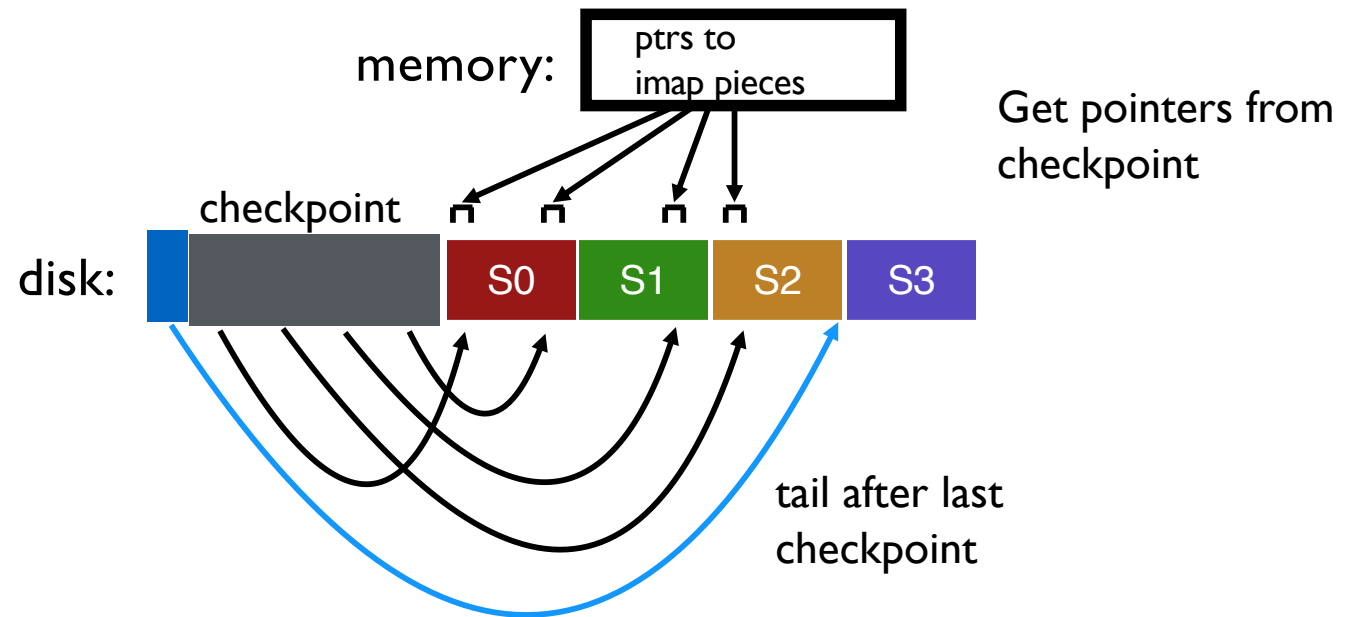 memory:
ptrs to
imap pieces
Get pointers from
checkpoint
checkpoint
disk:
S0
S1
S2
S3
tail after last
checkpoint